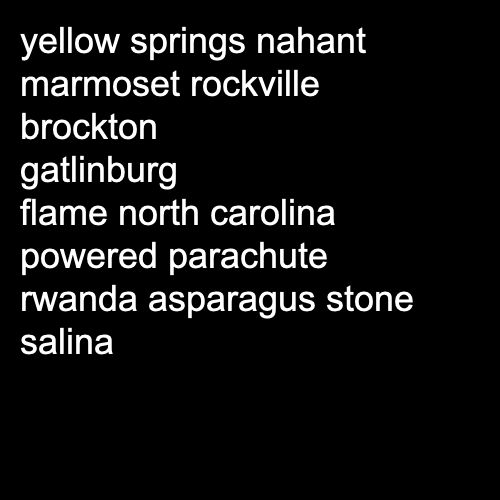 yellow springs nahant
marmoset rockville
brockton
gatlinburg
flame north carolina
powered parachute
rwanda asparagus stone
salina